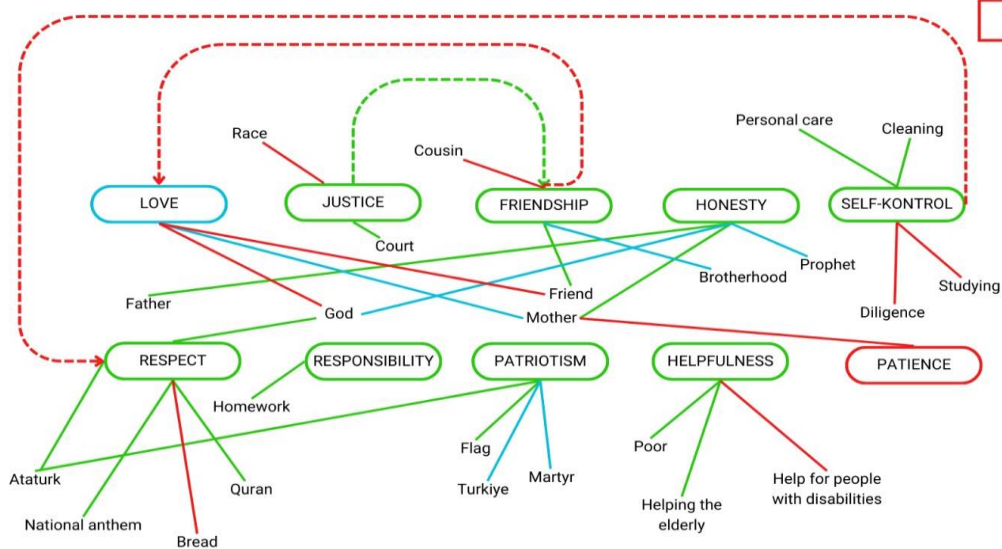 Personal care
Cleaning
Race
Cousin
LOVE
JUSTICE
FRIENDSHIP
HONESTY
SELF-KONTROL
Court
Prophet
Brotherhood
Studying
Father
Friend
God
Mother
Diligence
RESPECT
RESPONSIBILITY
PATRIOTISM
HELPFULNESS
PATIENCE
Homework
Flag
Poor
Ataturk
Quran
Turkiye
Martyr
Help for people
with disabilities
National anthem
Helping the
elderly
Bread